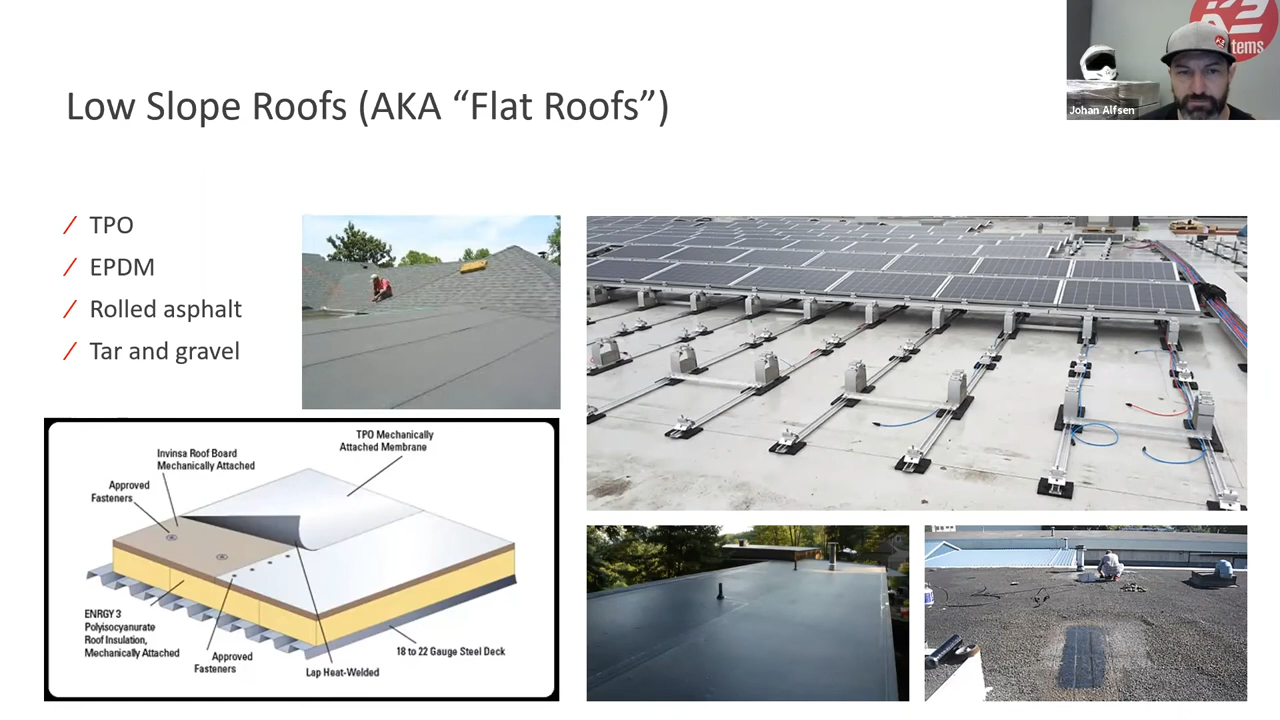 Low Slope Roofs (AKA “Flat Roofs”)
Johan Alfsen
tems
/ TPO
/ EPDM
/ Rolled asphalt
/ Tar and gravel
TPO Mechanically
Attached Membrane
Invinsa Roof Board
Mechanically Attached
Approved
Fasteners
ENRGY 3
Polyisocyanurate
Roof Insulation,
Mechanically Attached
Approved
Fasteners
Lap Heat-Welded
18 to 22 Gauge Steel Deck